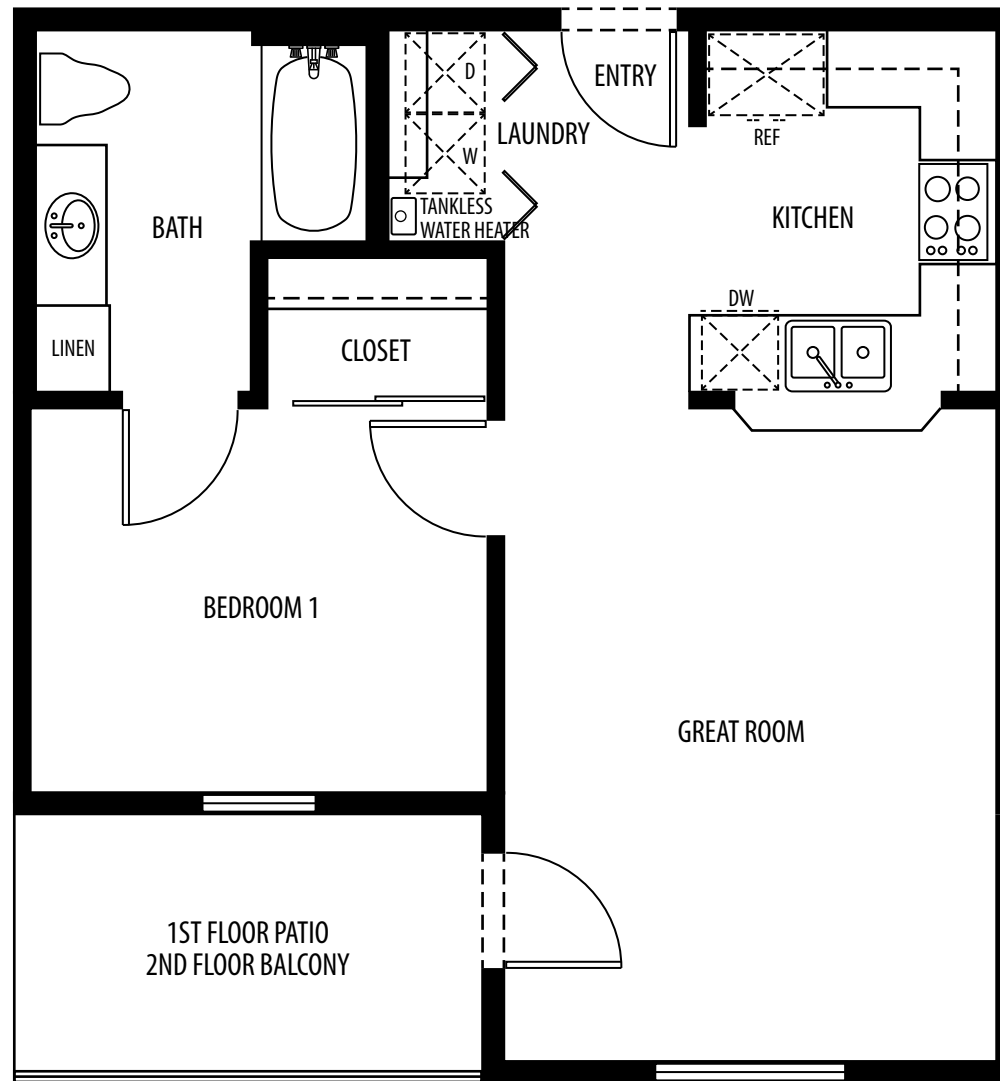 D
ENTRY
LAUNDRY
REF
W
TANKLESS
WATER HEATER
BATH
KITCHEN
DW
LINEN
CLOSET
BEDROOM 1
GREAT ROOM
1ST FLOOR PATIO
2ND FLOOR BALCONY